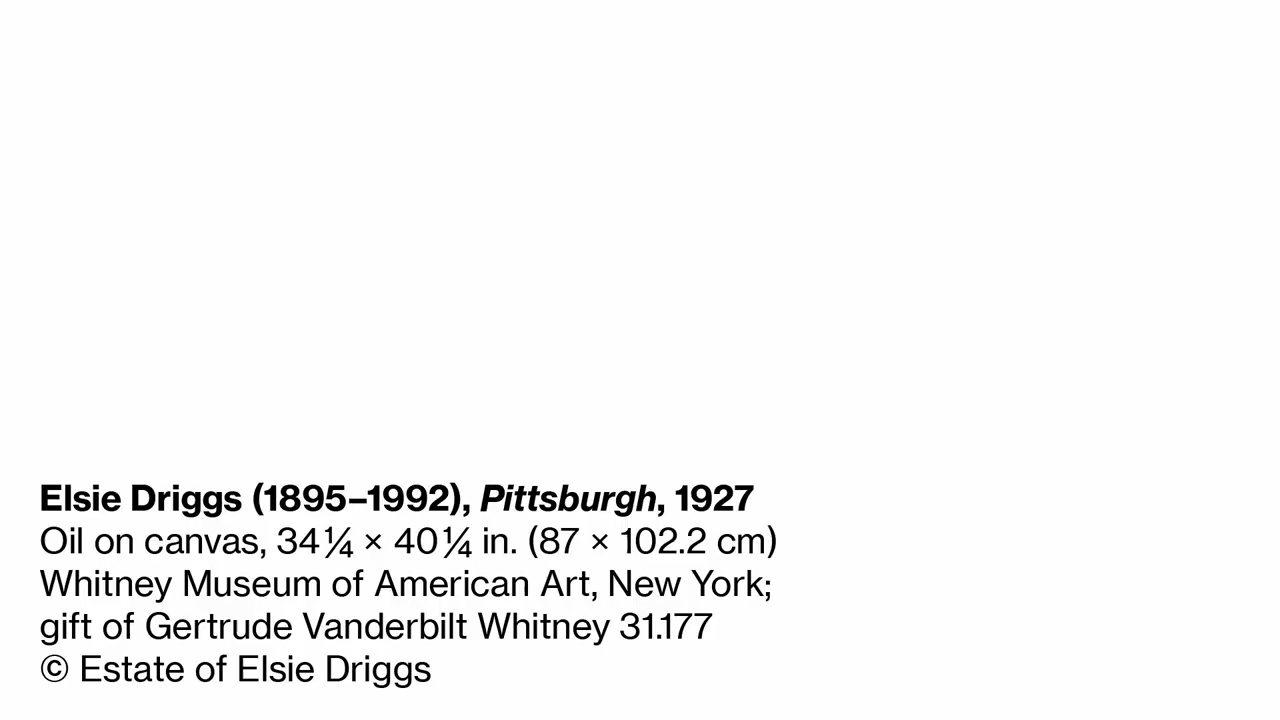 Elsie Driggs (1895–1992), Pittsburgh, 1927
Oil on canvas, 34¼ × 40¼ in. (87 × 102.2 cm)
Whitney Museum of American Art, New York;
gift of Gertrude Vanderbilt Whitney 31.177
© Estate of Elsie Driggs